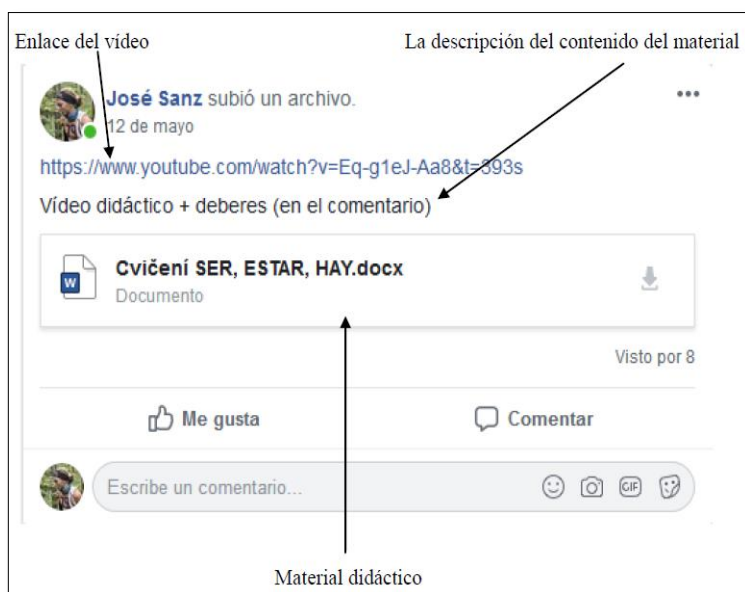 Enlace del vídeo
La descripción del contenido del material
José Sanz subió un archivo.
12 de mayo
https://www.youtube.com/watch?v=Eq-g1eJ-Aa8&t=393s
Vídeo didáctico + deberes (en el comentario)
W
Cvičení SER, ESTAR, HAY.docx
Documento
Visto por 8
Me gusta
Comentar
Escribe un comentario...
GIF
Material didáctico